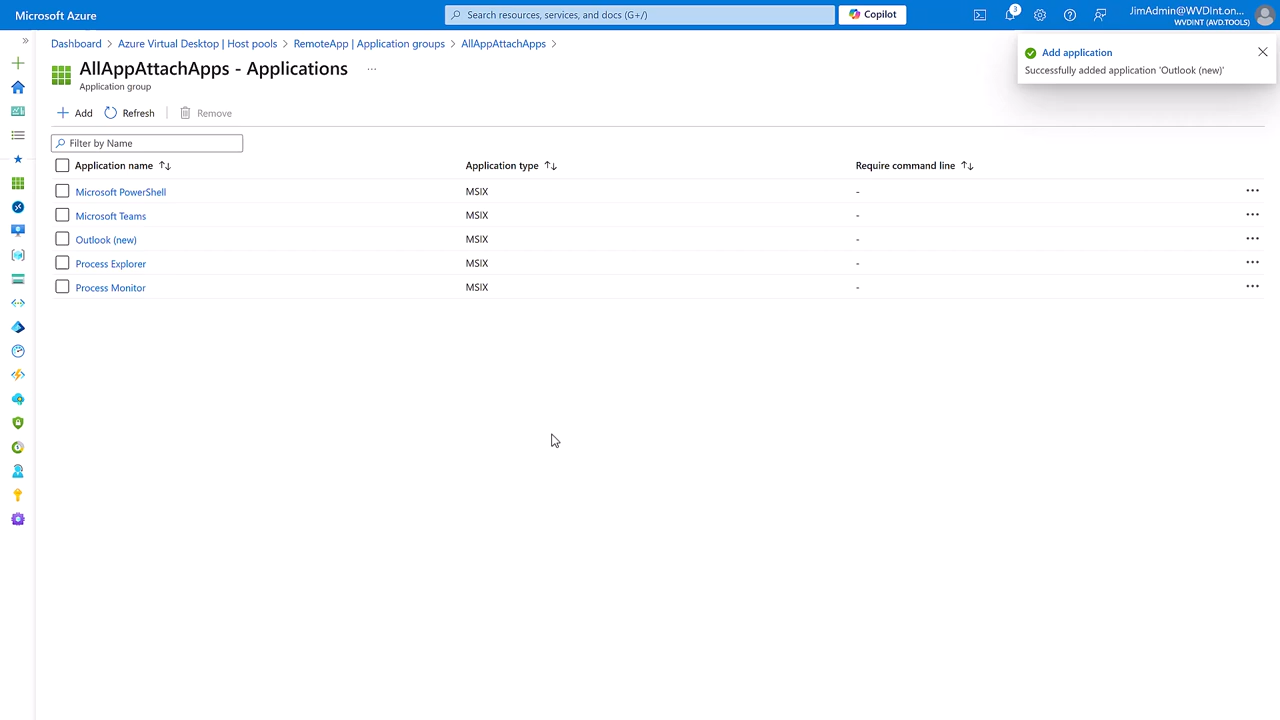 Microsoft Azure
Search resources, services, and docs (G+/)
Copilot
3
JimAdmin@WVDInt.on...
WVDINT (AVD.TOOLS)
Dashboard > Azure Virtual Desktop | Host pools > RemoteApp | Application groups > AllAppAttachApps >
AllAppAttachApps - Applications ...
Application group
Add application
Successfully added application 'Outlook (new)'
Add Refresh Remove
Filter by Name
Application name Application type Require command line
Microsoft PowerShell MSIX -
Microsoft Teams MSIX -
Outlook (new) MSIX -
Process Explorer MSIX -
Process Monitor MSIX -